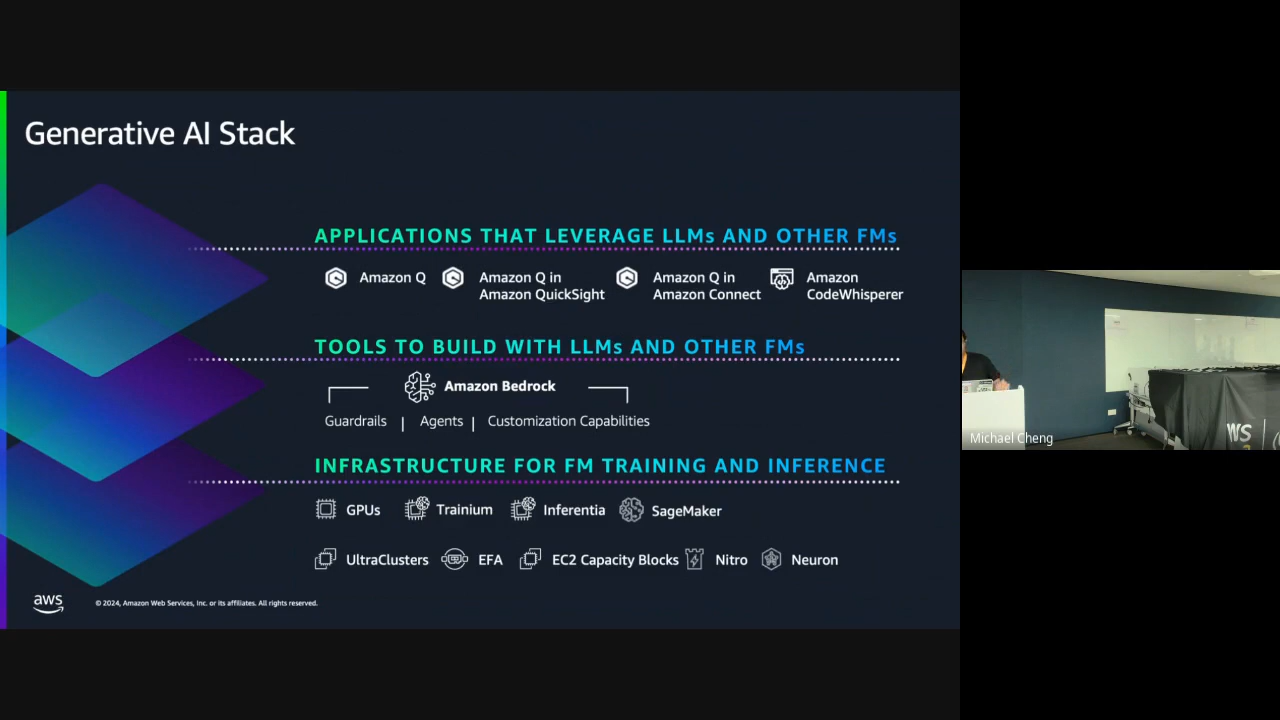 Generative AI Stack
APPLICATIONS THAT LEVERAGE LLMs AND OTHER FMs
Amazon Q
Amazon Q in
Amazon QuickSight
Amazon Q in
Amazon Connect
Amazon
CodeWhisperer
TOOLS TO BUILD WITH LLMs AND OTHER FMs
Amazon Bedrock
Guardrails | Agents | Customization Capabilities
INFRASTRUCTURE FOR FM TRAINING AND INFERENCE
GPUs Trainium Inferentia SageMaker
UltraClusters EFA EC2 Capacity Blocks Nitro Neuron
aws © 2024, Amazon Web Services, Inc. or its affiliates. All rights reserved.
Michael Cheng
WS